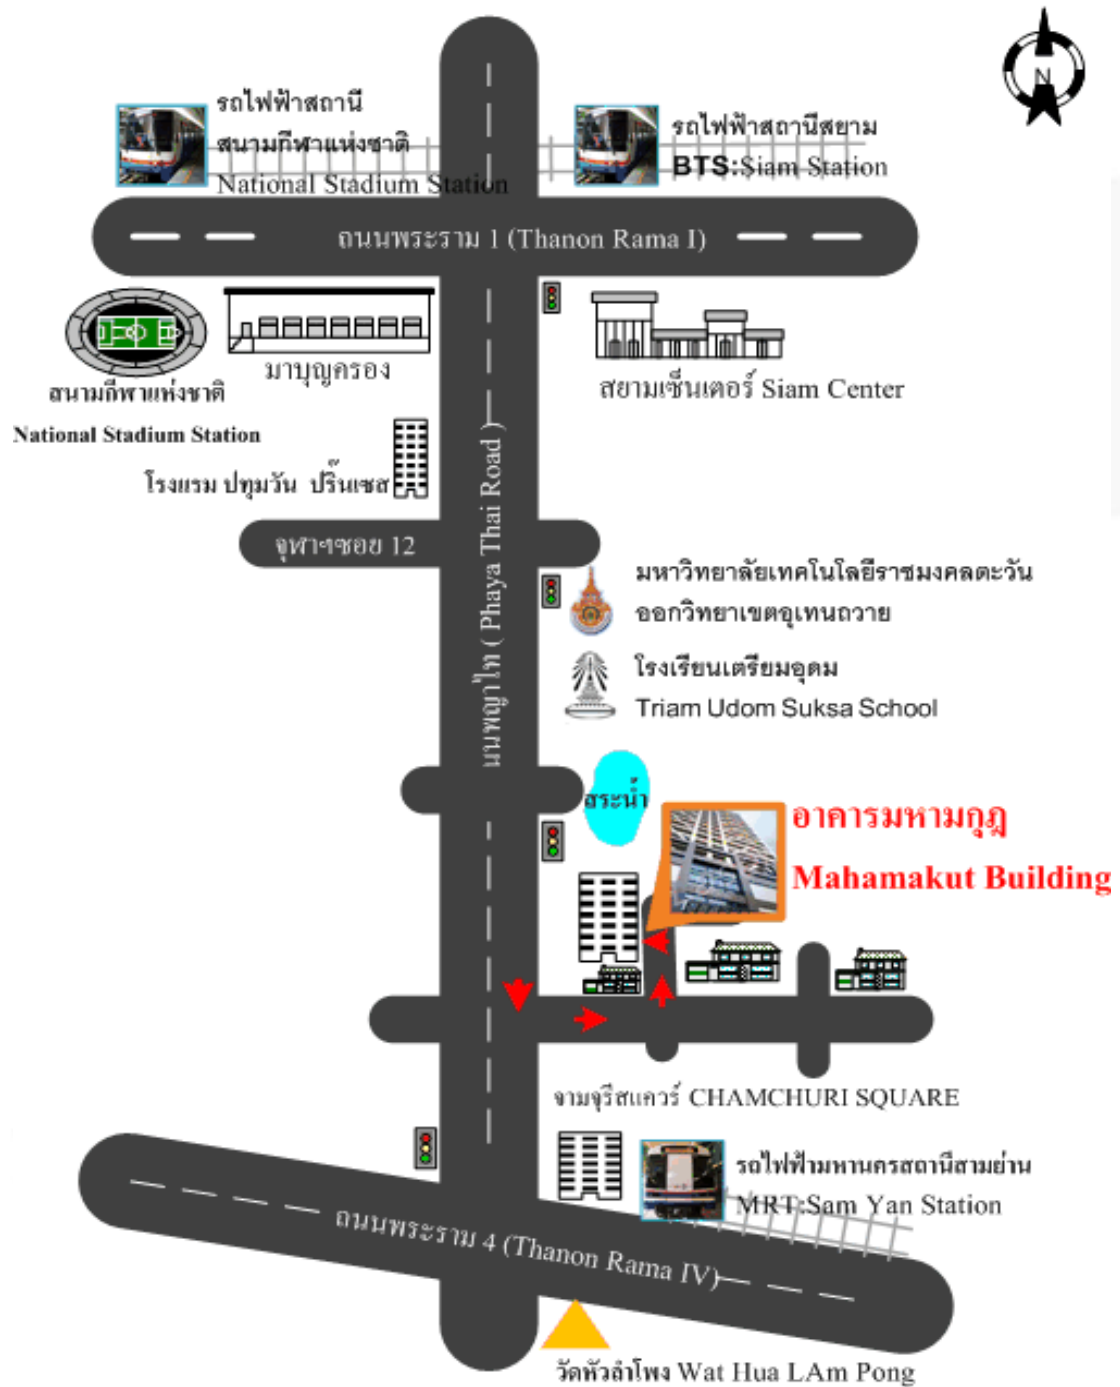 N
รถไฟฟ้าสถานี
สนามกีฬาแห่งชาติ
National Stadium Station
รถไฟฟ้าสถานีสยาม
BTS:Siam Station
ถนนพระราม 1 (Thanon Rama I)
มาบุญครอง
สนามกีฬาแห่งชาติ
National Stadium Station
สยามเซ็นเตอร์ Siam Center
โรงแรม ปทุมวัน ปริ๊นเซส
นนพญาไท ( Phaya Thai Road )
จุฬาฯซอย 12
มหาวิทยาลัยเทคโนโลยีราชมงคลตะวัน
ออกวิทยาเขตอุเทนถวาย
โรงเรียนเตรียมอุดม
Triam Udom Suksa School
สระน้ำ
อาคารมหามกุฎ
Mahamakut Building
จามจุรีสแควร์ CHAMCHURI SQUARE
รถไฟฟ้ามหานครสถานีสามย่าน
MRT:Sam Yan Station
ถนนพระราม 4 (Thanon Rama IV)
วัดหัวลำโพง Wat Hua LAm Pong